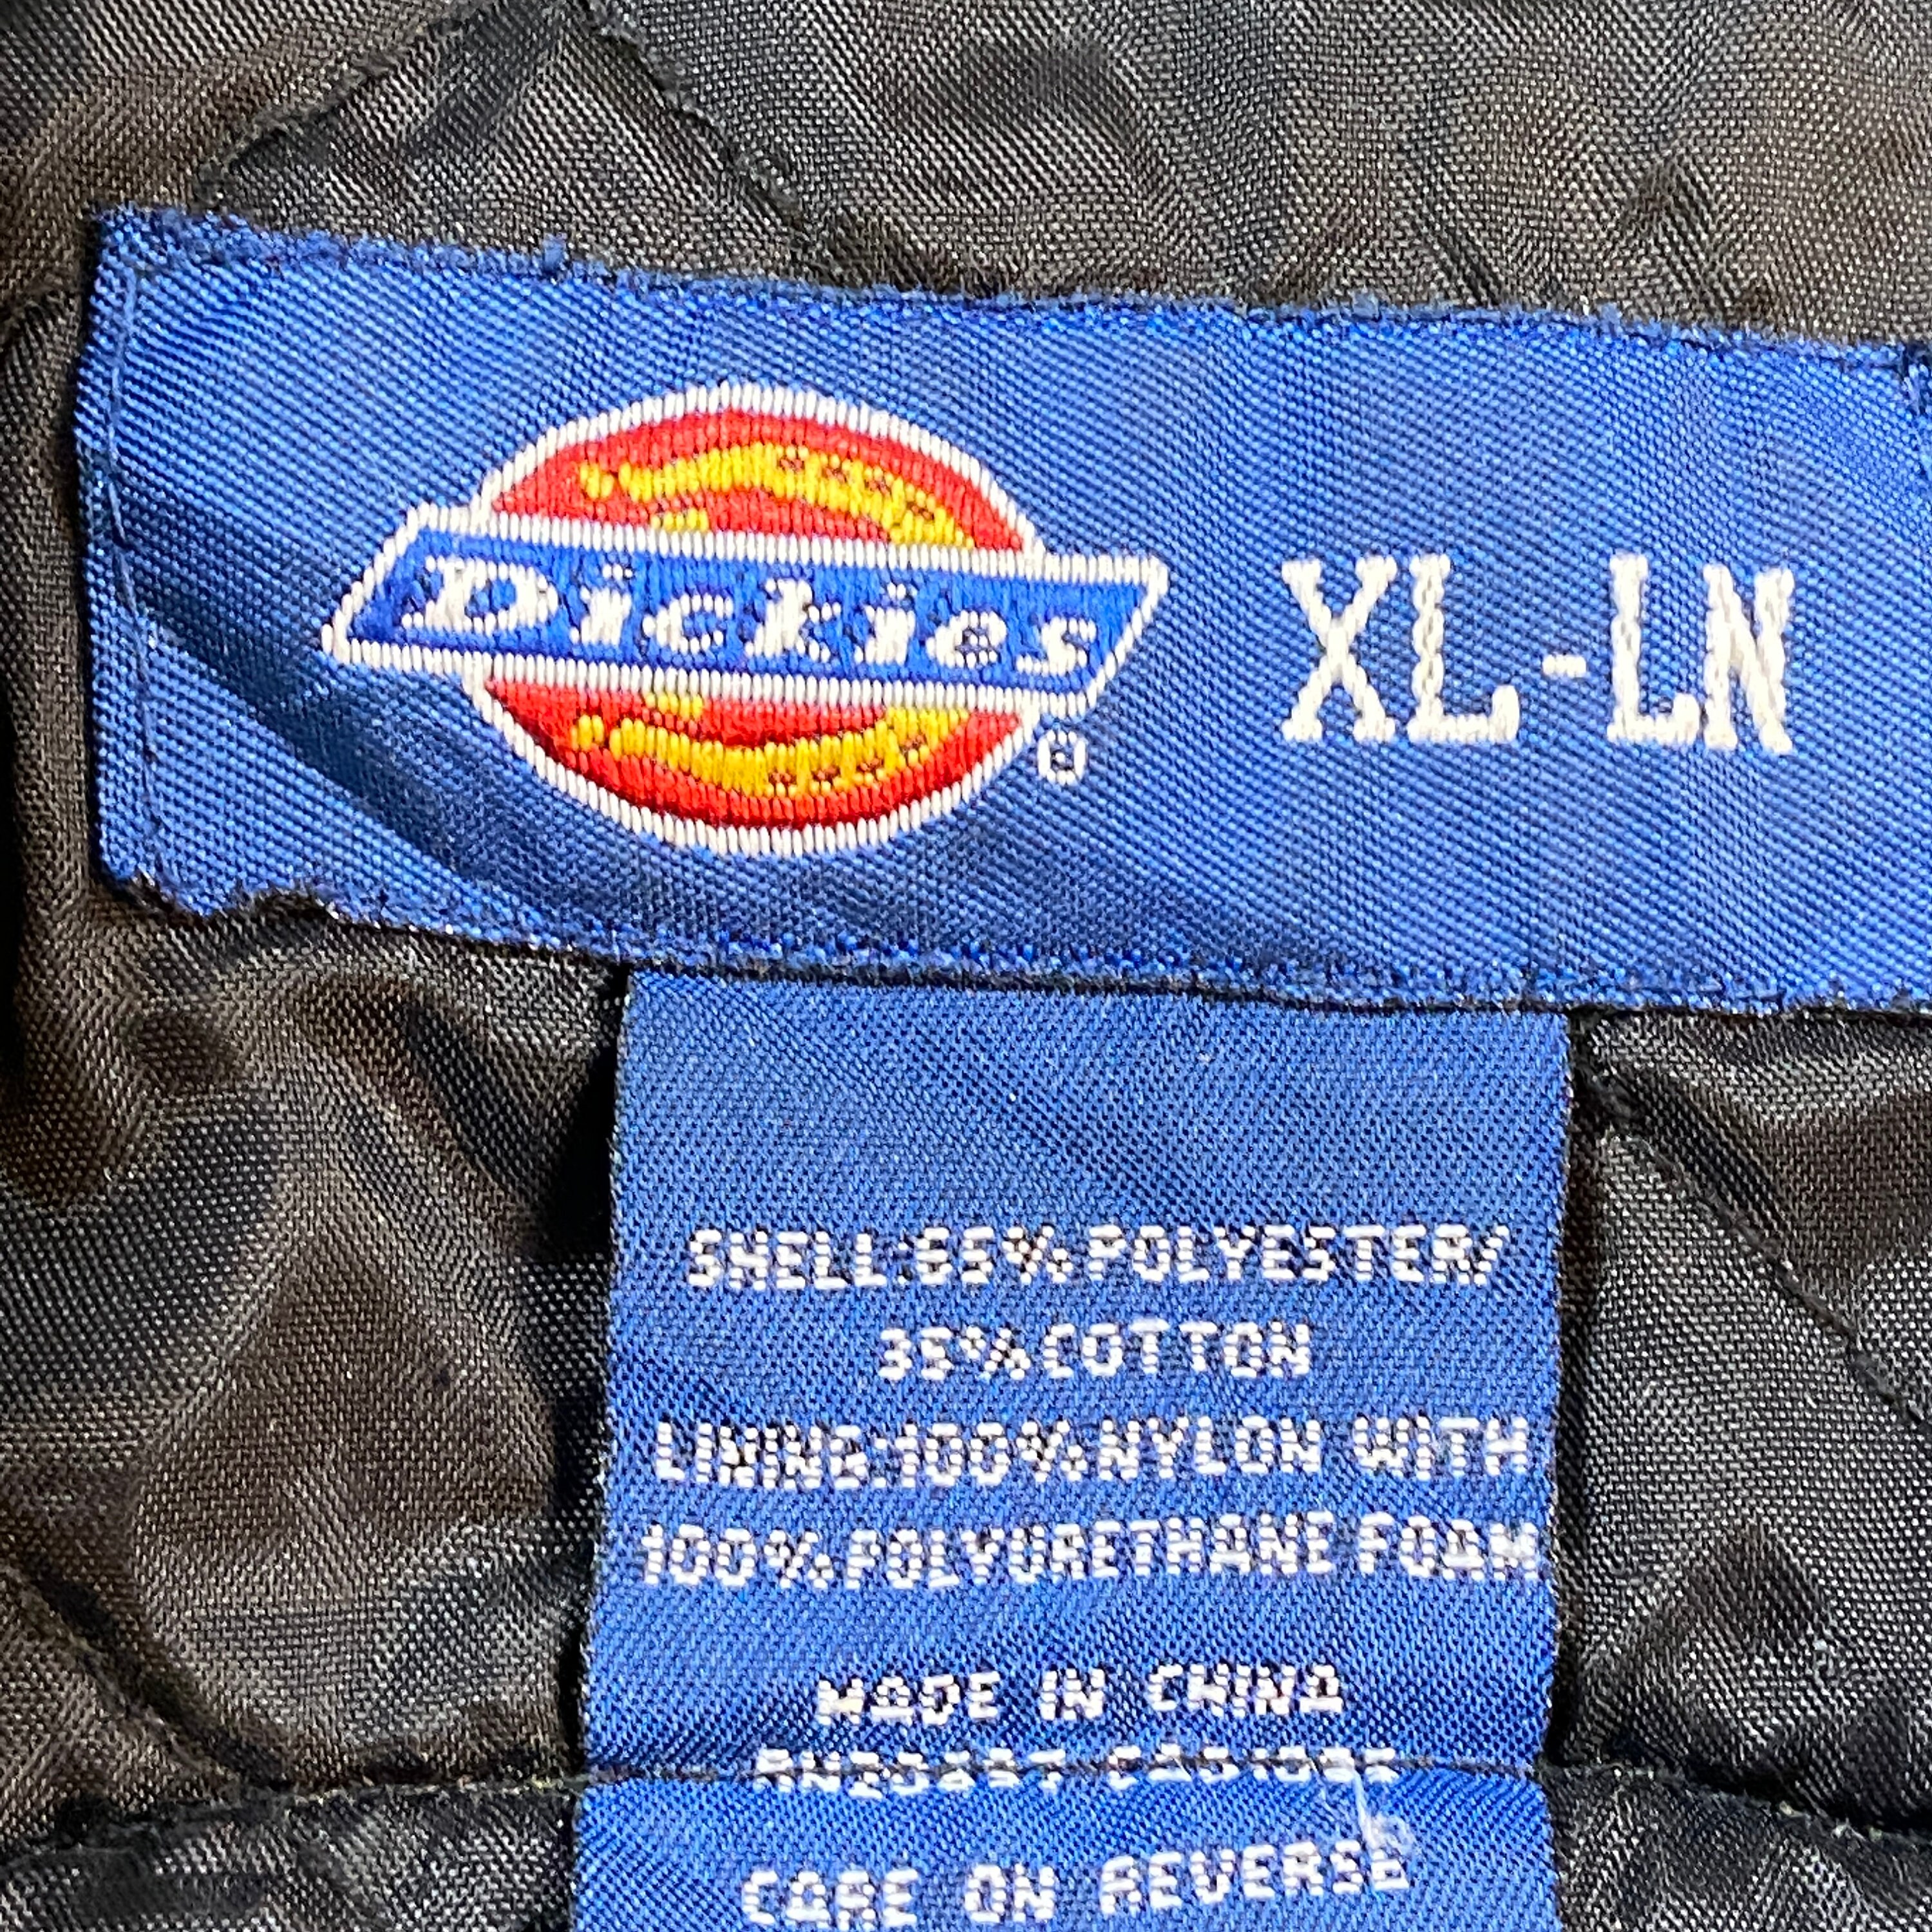 Dickies ® XL-LN
SHELL:65% POLYESTER/
35% COTTON
LINING:100% NYLON WITH
100% POLYURETHANE FOAM
MADE IN CHINA
CARE ON REVERSE